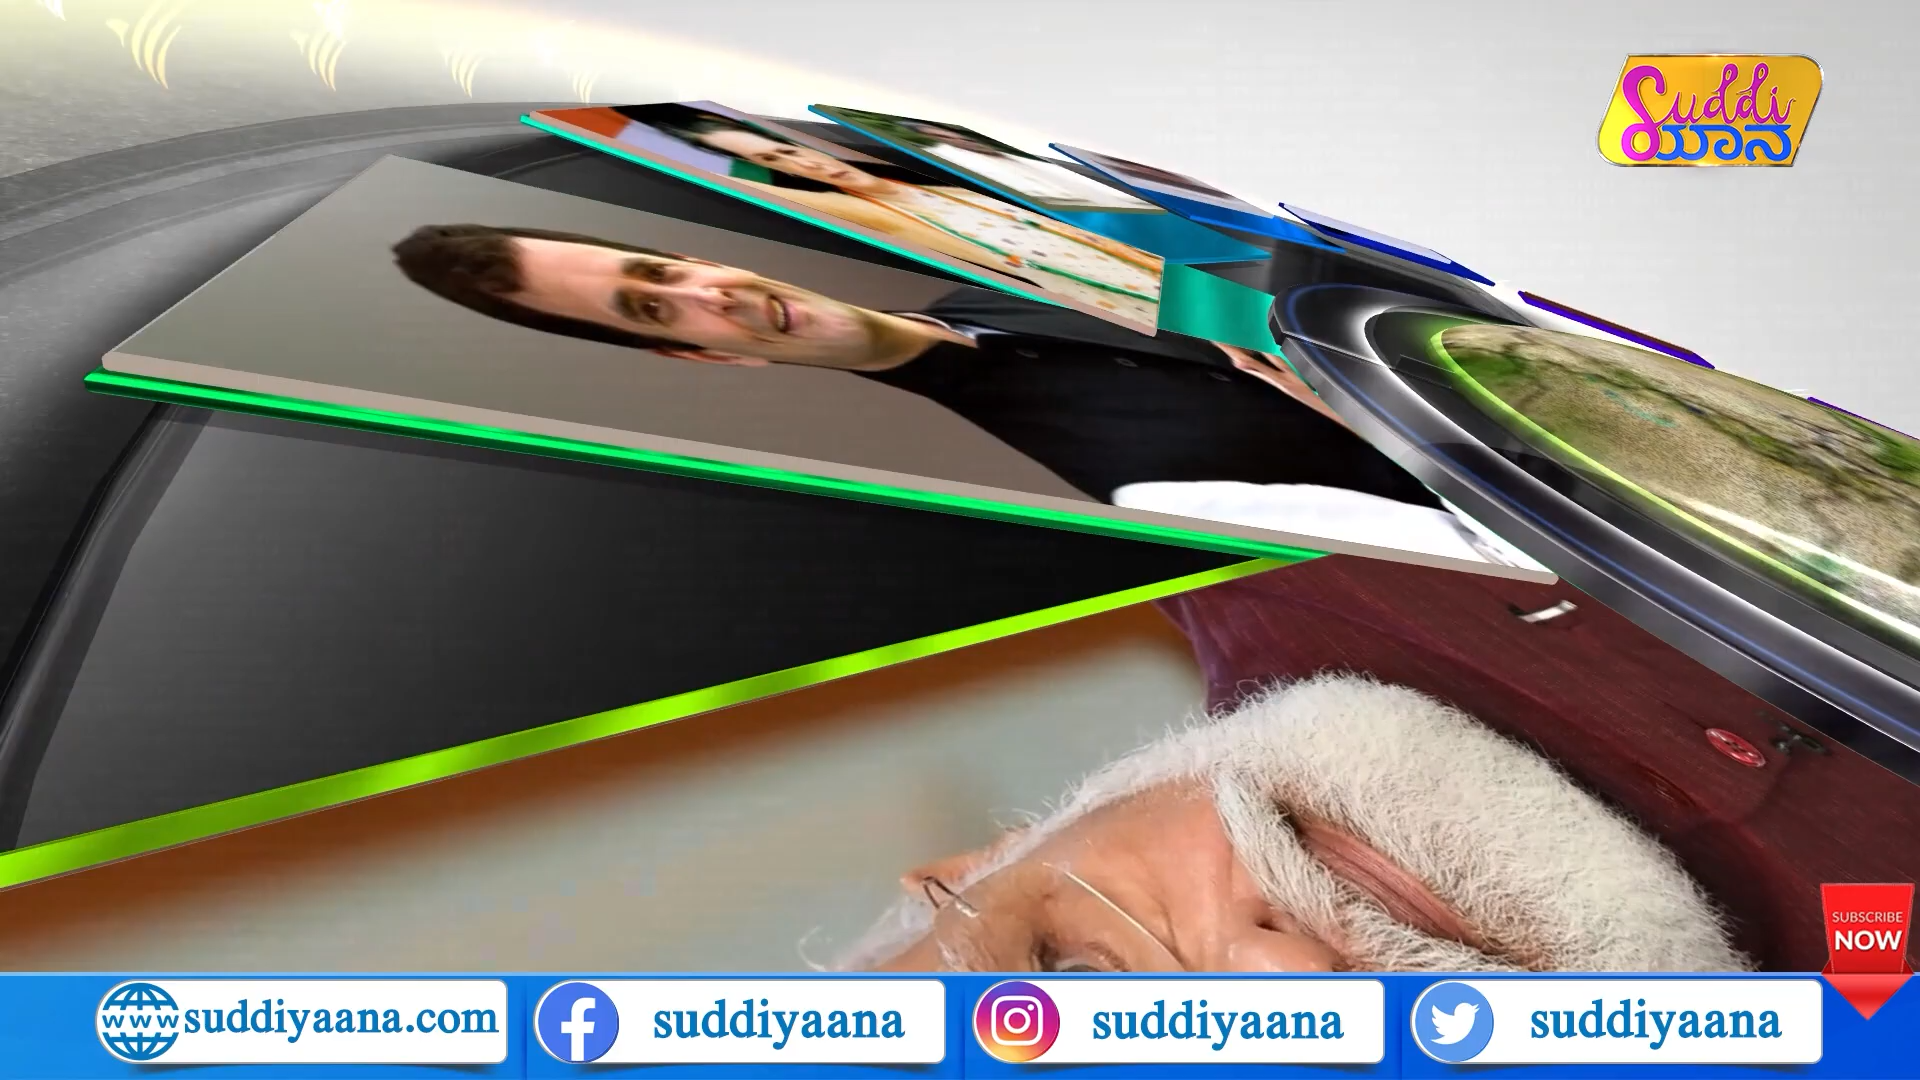 Suddi
ಯಾನ
SUBSCRIBE
NOW
www suddiyaana.com
suddiyaana
suddiyaana
suddiyaana